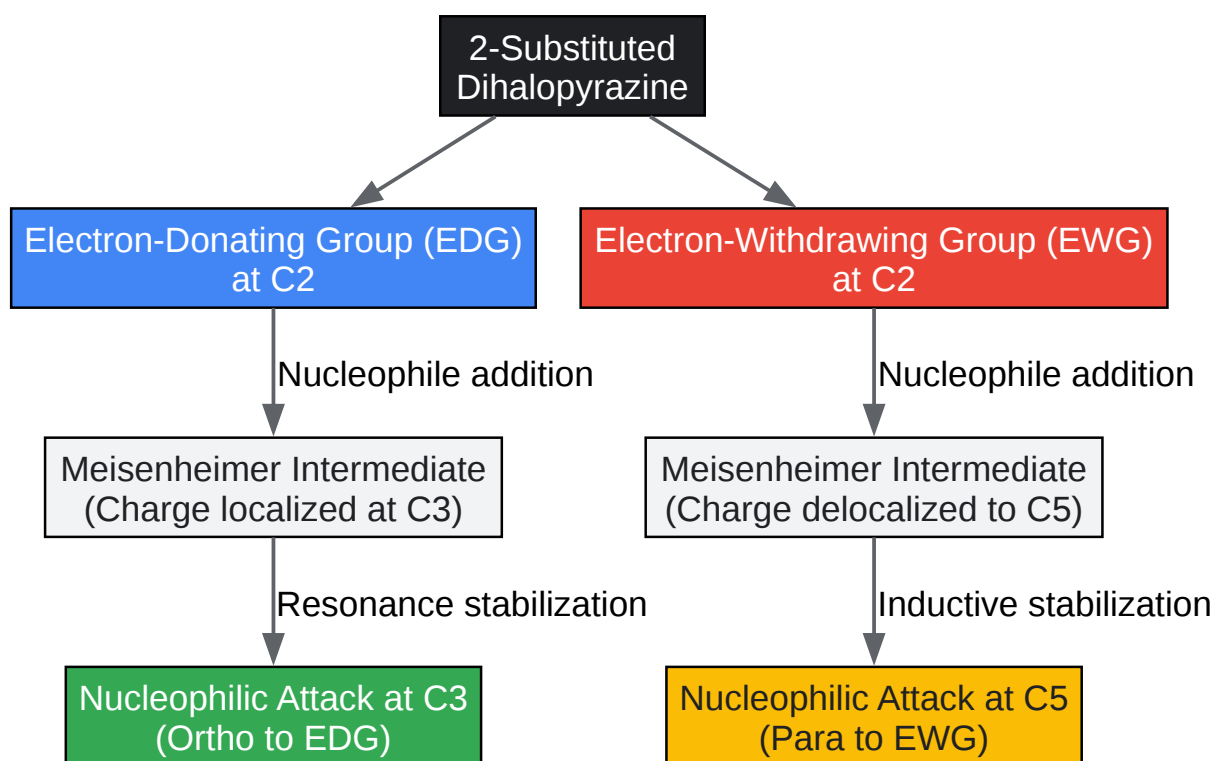 2-Substituted
Dihalopyrazine
Electron-Donating Group (EDG)
at C2
Electron-Withdrawing Group (EWG)
at C2
Nucleophile addition
Nucleophile addition
Meisenheimer Intermediate
(Charge localized at C3)
Meisenheimer Intermediate
(Charge delocalized to C5)
Resonance stabilization
Inductive stabilization
Nucleophilic Attack at C3
(Ortho to EDG)
Nucleophilic Attack at C5
(Para to EWG)